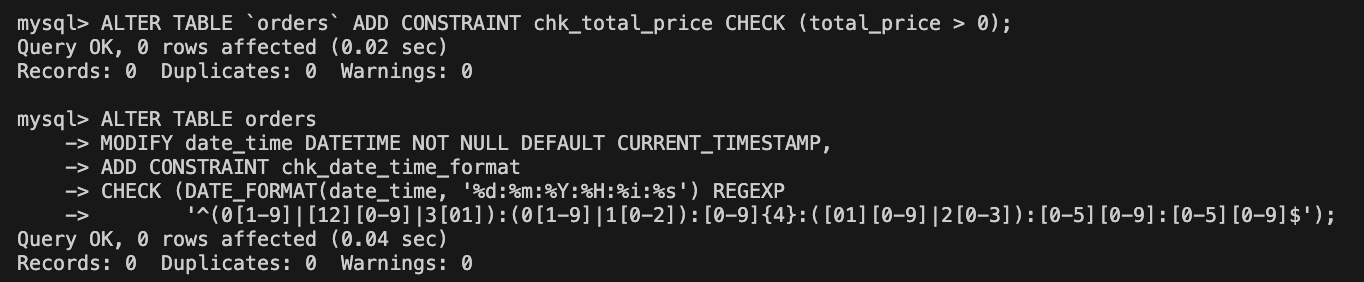 mysql> ALTER TABLE `orders` ADD CONSTRAINT chk_total_price CHECK (total_price > 0);
Query OK, 0 rows affected (0.02 sec)
Records: 0  Duplicates: 0  Warnings: 0

mysql> ALTER TABLE orders
    -> MODIFY date_time DATETIME NOT NULL DEFAULT CURRENT_TIMESTAMP,
    -> ADD CONSTRAINT chk_date_time_format
    -> CHECK (DATE_FORMAT(date_time, '%d:%m:%Y:%H:%i:%s') REGEXP
    ->        '^(0[1-9]|[12][0-9]|3[01]):(0[1-9]|1[0-2]):[0-9]{4}:([01][0-9]|2[0-3]):[0-5][0-9]:[0-5][0-9]$');
Query OK, 0 rows affected (0.04 sec)
Records: 0  Duplicates: 0  Warnings: 0